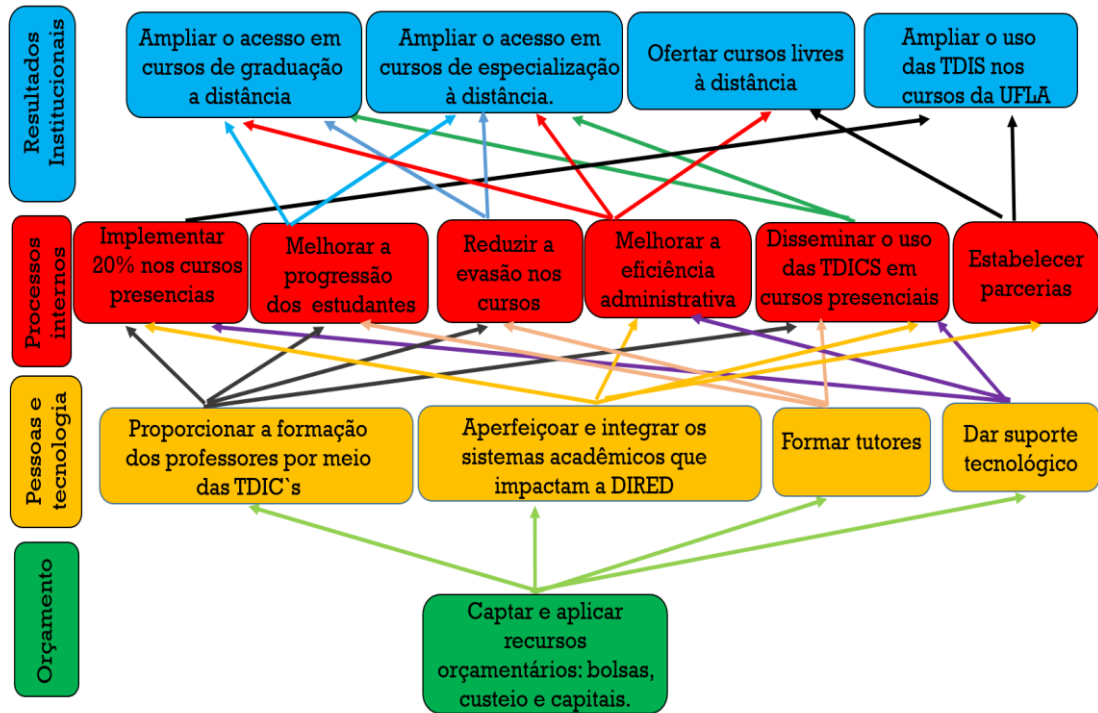 Resultados
Institucionais
Ampliar o acesso em
cursos de graduação
a distância
Ampliar o acesso em
cursos de especialização
à distância.
Ofertar cursos livres
à distância
Ampliar o uso
das TDIS nos
cursos da UFLA
Processos
internos
Implementar
20% nos cursos
presencias
Melhorar a
progressão
dos estudantes
Reduzir a
evasão nos
cursos
Melhorar a
eficiência
administrativa
Disseminar o uso
das TDICS em
cursos presenciais
Estabelecer
parcerias
Pessoas e
tecnologia
Proporcionar a formação
dos professores por meio
das TDIC`s
Aperfeiçoar e integrar os
sistemas acadêmicos que
impactam a DIRED
Formar tutores
Dar suporte
tecnológico
Orçamento
Captar e aplicar
recursos
orçamentários: bolsas,
custeio e capitais.